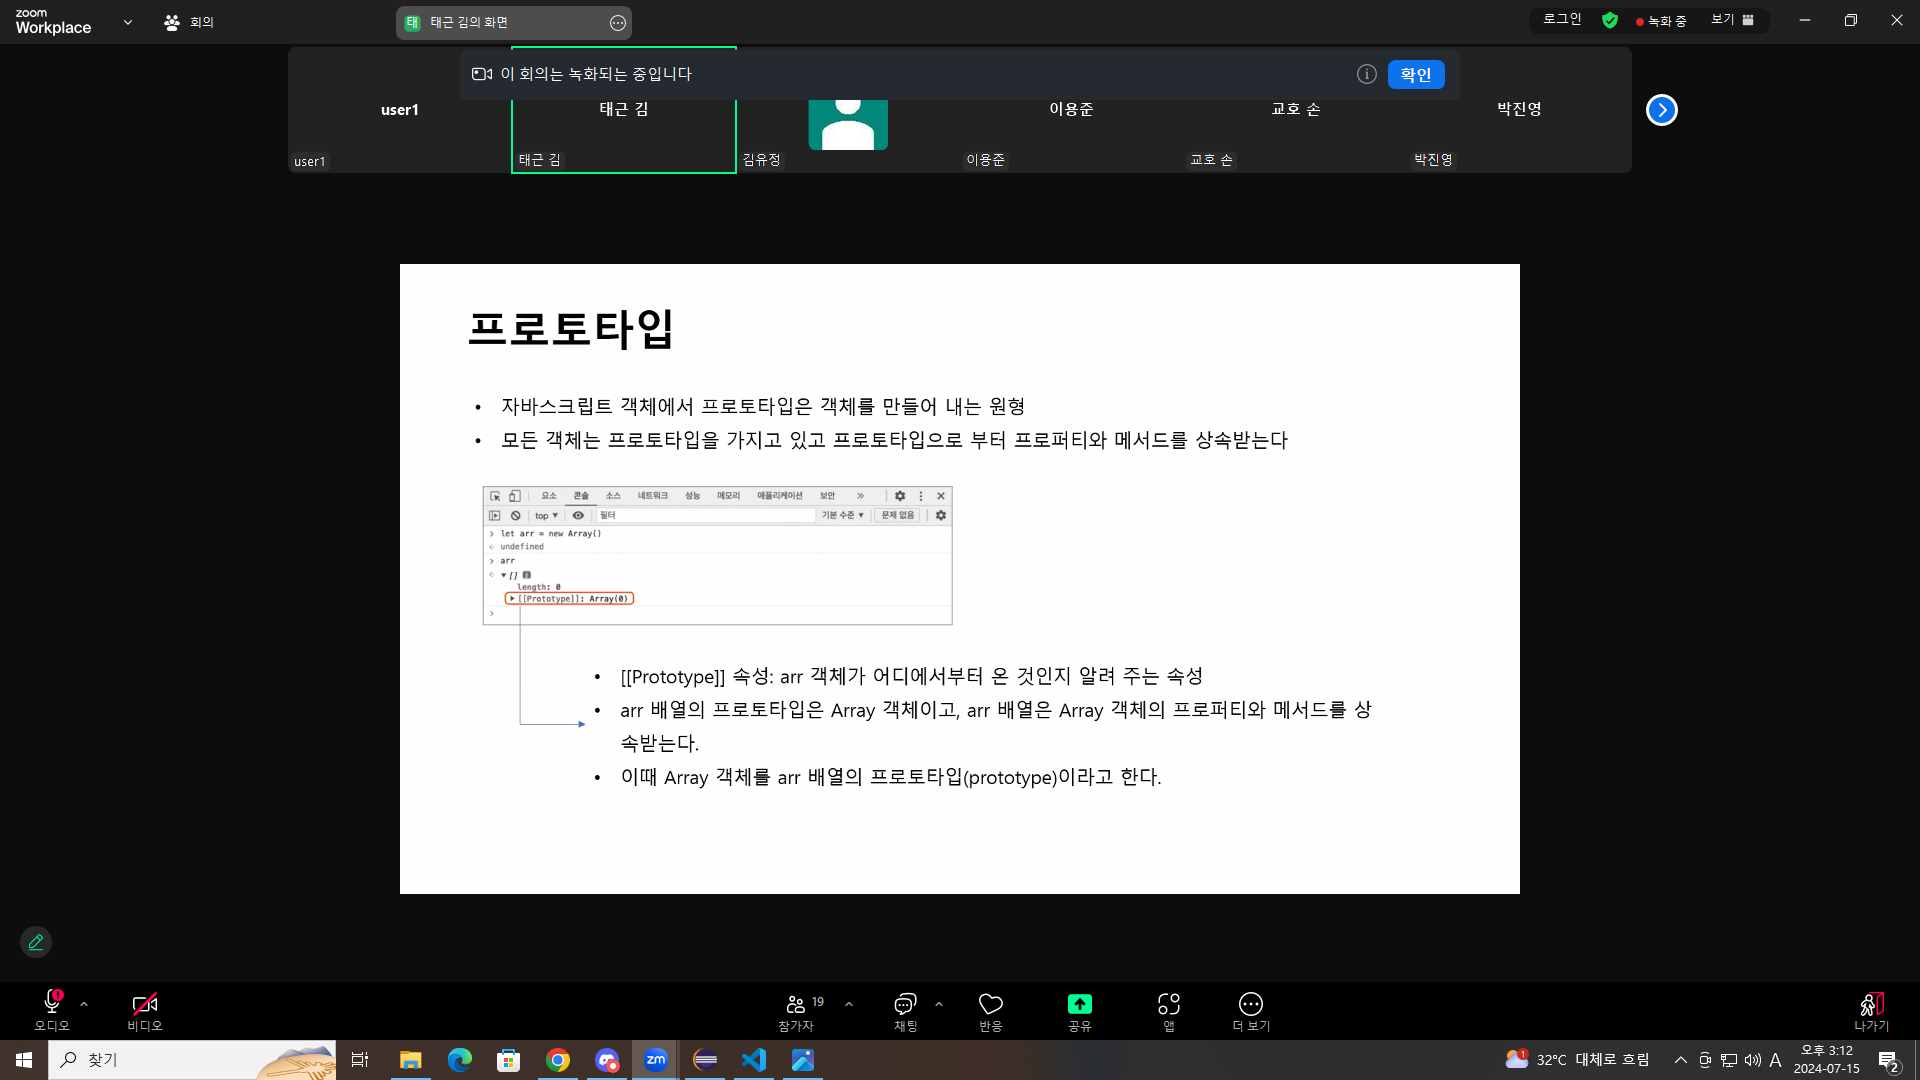 zoom
Workplace
회의
태 태근 김의 화면
로그인
녹화 중
보기
이 회의는 녹화되는 중입니다
확인
user1
태근 김
이용준
교호 손
박진영
user1
태근 김
김유정
이용준
교호 손
박진영
프로토타입
• 자바스크립트 객체에서 프로토타입은 객체를 만들어 내는 원형
• 모든 객체는 프로토타입을 가지고 있고 프로토타입으로 부터 프로퍼티와 메서드를 상속받는다
요소 콘솔 소스 네트워크 성능 메모리 애플리케이션 보안 »
top ▼ 필터 기본 수준 ▼ 문제 없음
> let arr = new Array()
< undefined
> arr
< ▼ [] i
length: 0
▶ [[Prototype]]: Array(0)
>
• [[Prototype]] 속성: arr 객체가 어디에서부터 온 것인지 알려 주는 속성
• arr 배열의 프로토타입은 Array 객체이고, arr 배열은 Array 객체의 프로퍼티와 메서드를 상
속받는다.
• 이때 Array 객체를 arr 배열의 프로토타입(prototype)이라고 한다.
오디오
비디오
19
참가자
채팅
반응
공유
앱
더 보기
나가기
찾기
zm
1
32°C 대체로 흐림
A
오후 3:12
2024-07-15
2